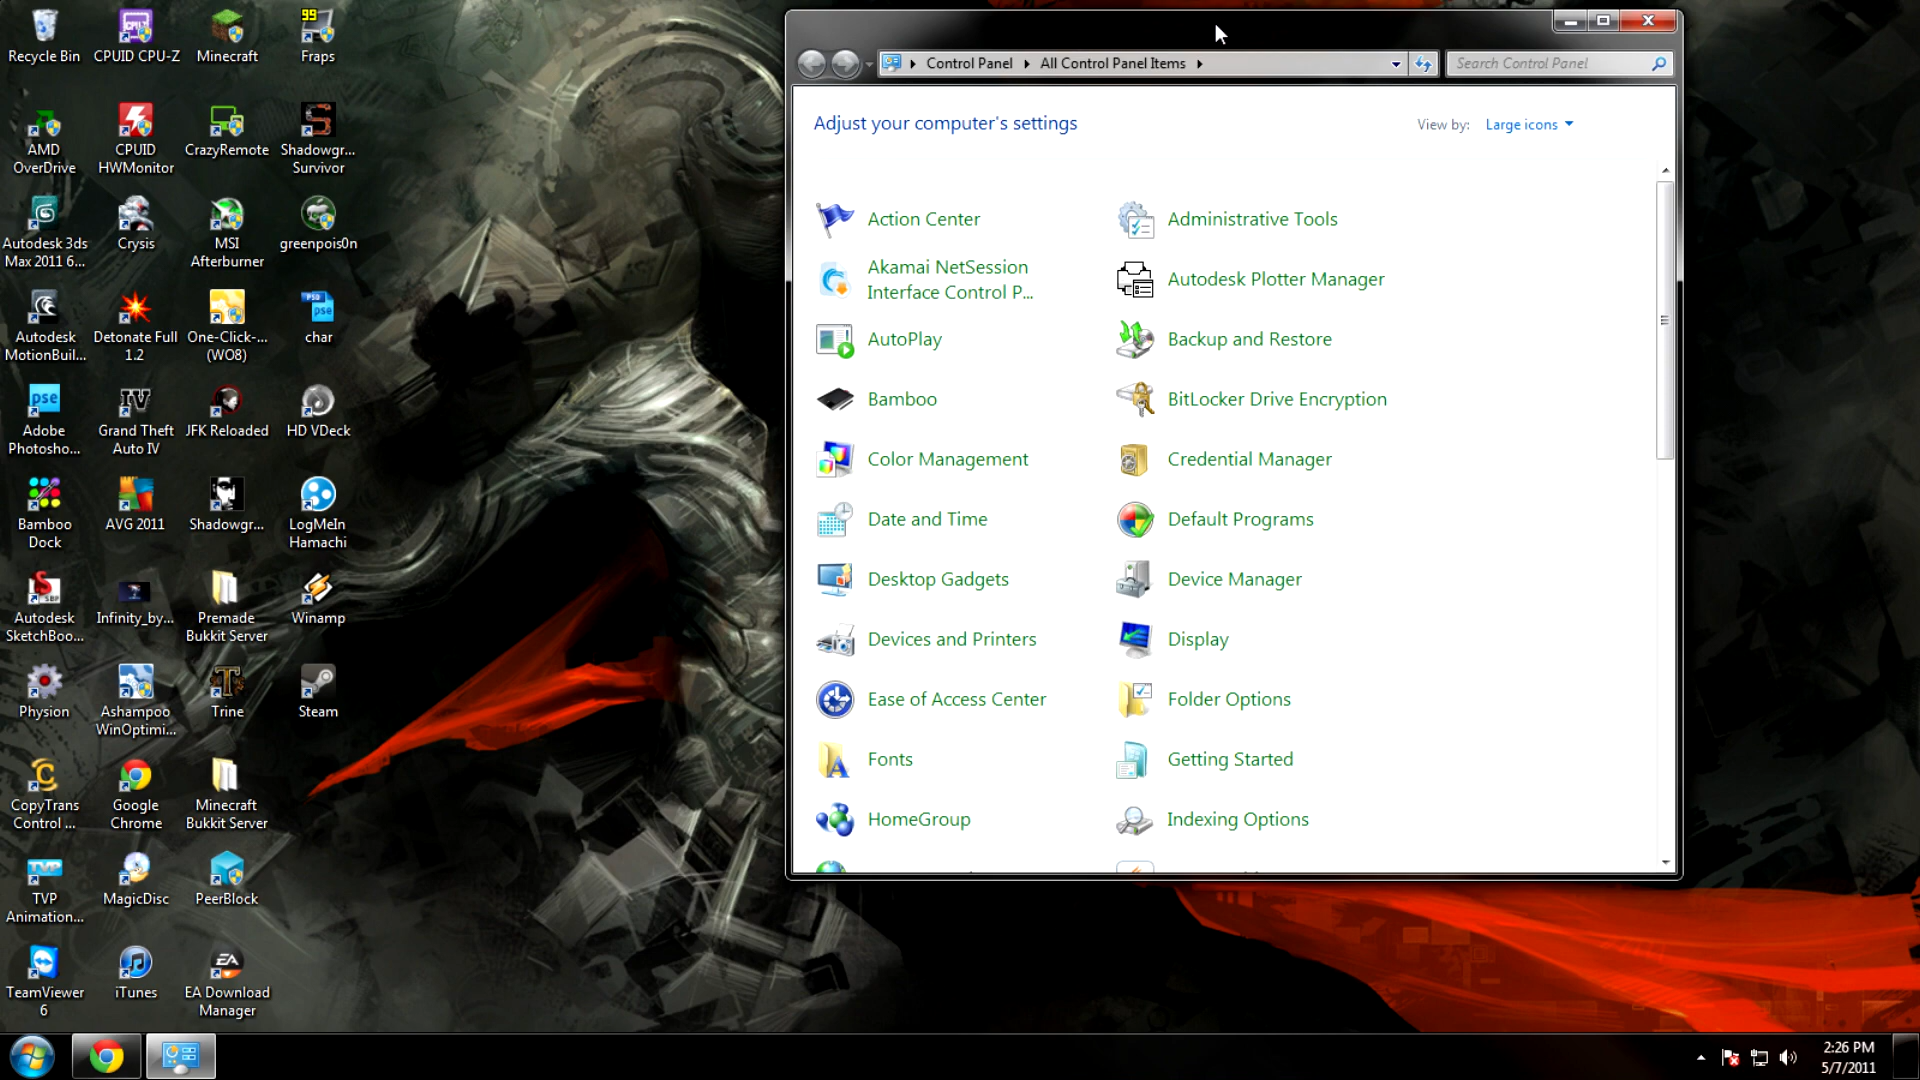 Recycle Bin
CPUID CPU-Z
Minecraft
99
Fraps
AMD
OverDrive
CPUID
HWMonitor
CrazyRemote
Shadowgr...
Survivor
Autodesk 3ds
Max 2011 6...
Crysis
MSI
Afterburner
greenpois0n
Autodesk
MotionBuil...
Detonate Full
1.2
One-Click-...
(WO8)
PSD
pse
char
pse
Adobe
Photosho...
IV
Grand Theft
Auto IV
JFK Reloaded
HD VDeck
Bamboo
Dock
AVG 2011
Shadowgr...
LogMeIn
Hamachi
Autodesk
SketchBoo...
Infinity_by...
Premade
Bukkit Server
Winamp
Physion
Ashampoo
WinOptimi...
Trine
Steam
CopyTrans
Control ...
Google
Chrome
Minecraft
Bukkit Server
TVP
TVP
Animation...
MagicDisc
PeerBlock
TeamViewer
6
iTunes
EA
EA Download
Manager
Control Panel
All Control Panel Items
Search Control Panel
Adjust your computer's settings
View by:
Large icons
Action Center
Administrative Tools
Akamai NetSession
Interface Control P...
Autodesk Plotter Manager
AutoPlay
Backup and Restore
Bamboo
BitLocker Drive Encryption
Color Management
Credential Manager
Date and Time
Default Programs
Desktop Gadgets
Device Manager
Devices and Printers
Display
Ease of Access Center
Folder Options
Fonts
Getting Started
HomeGroup
Indexing Options
2:26 PM
5/7/2011